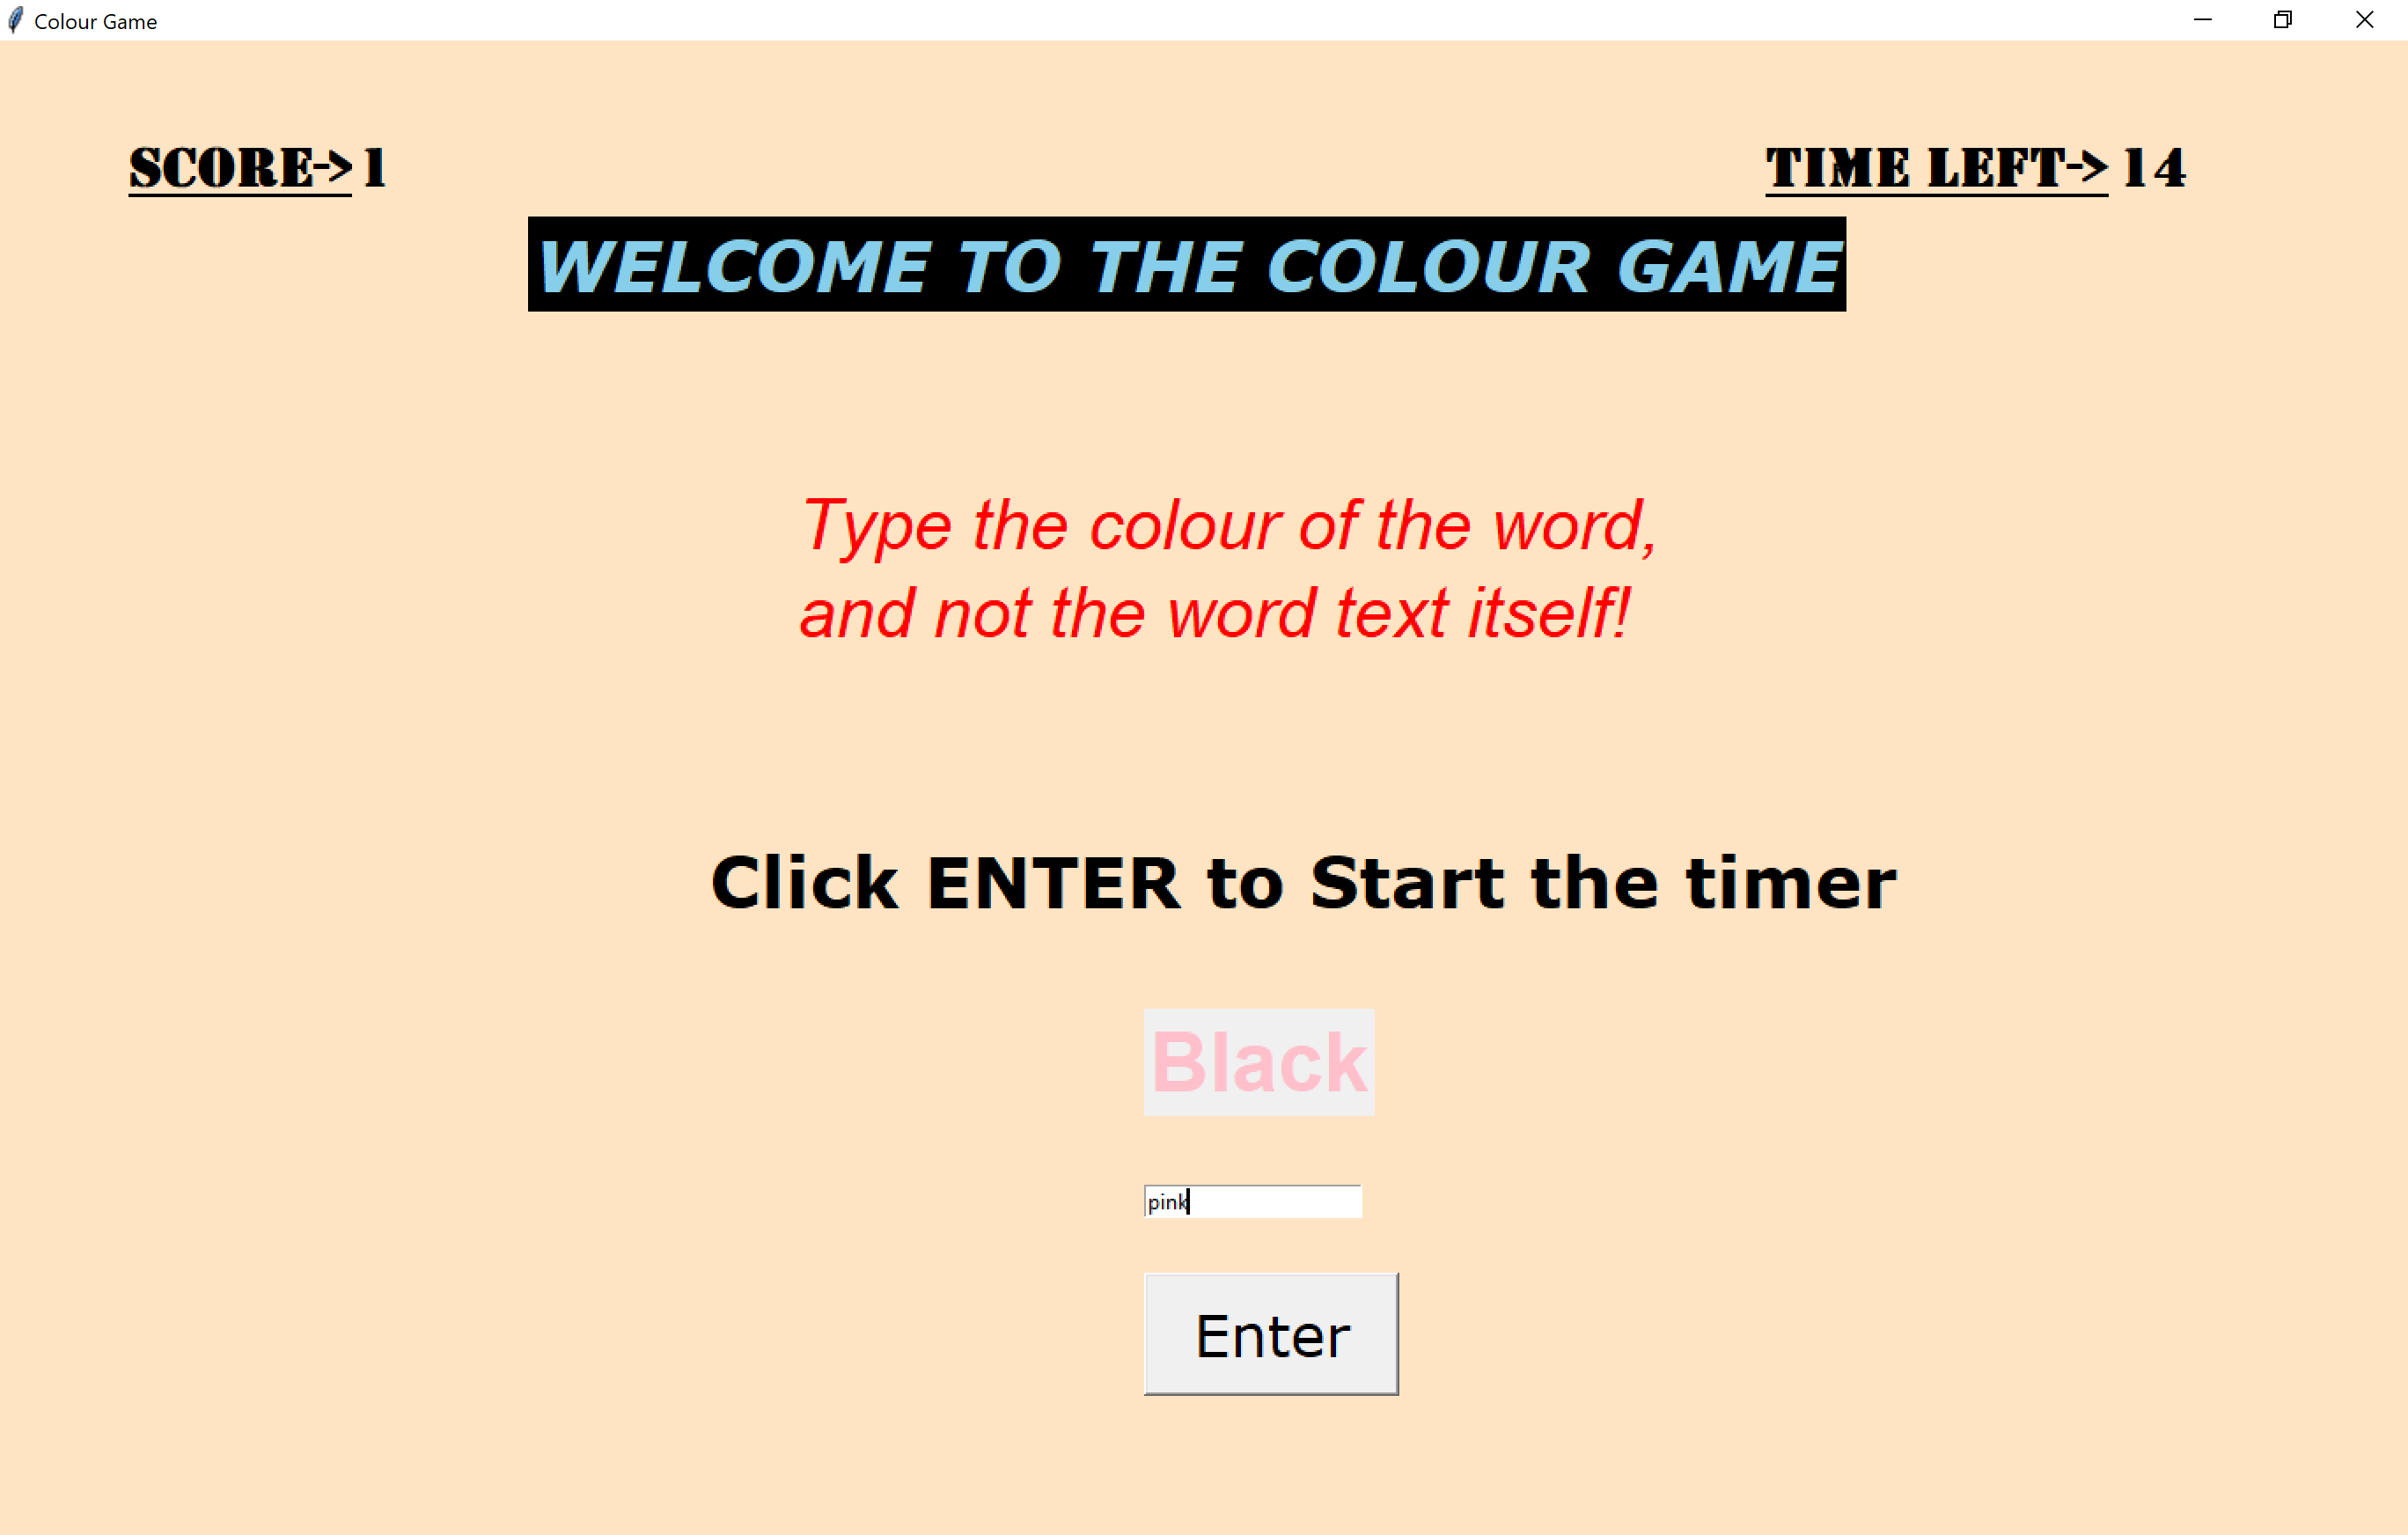 Colour Game
SCORE-> 1
TIME LEFT-> 14
WELCOME TO THE COLOUR GAME
Type the colour of the word,
and not the word text itself!
Click ENTER to Start the timer
Black
pink
Enter